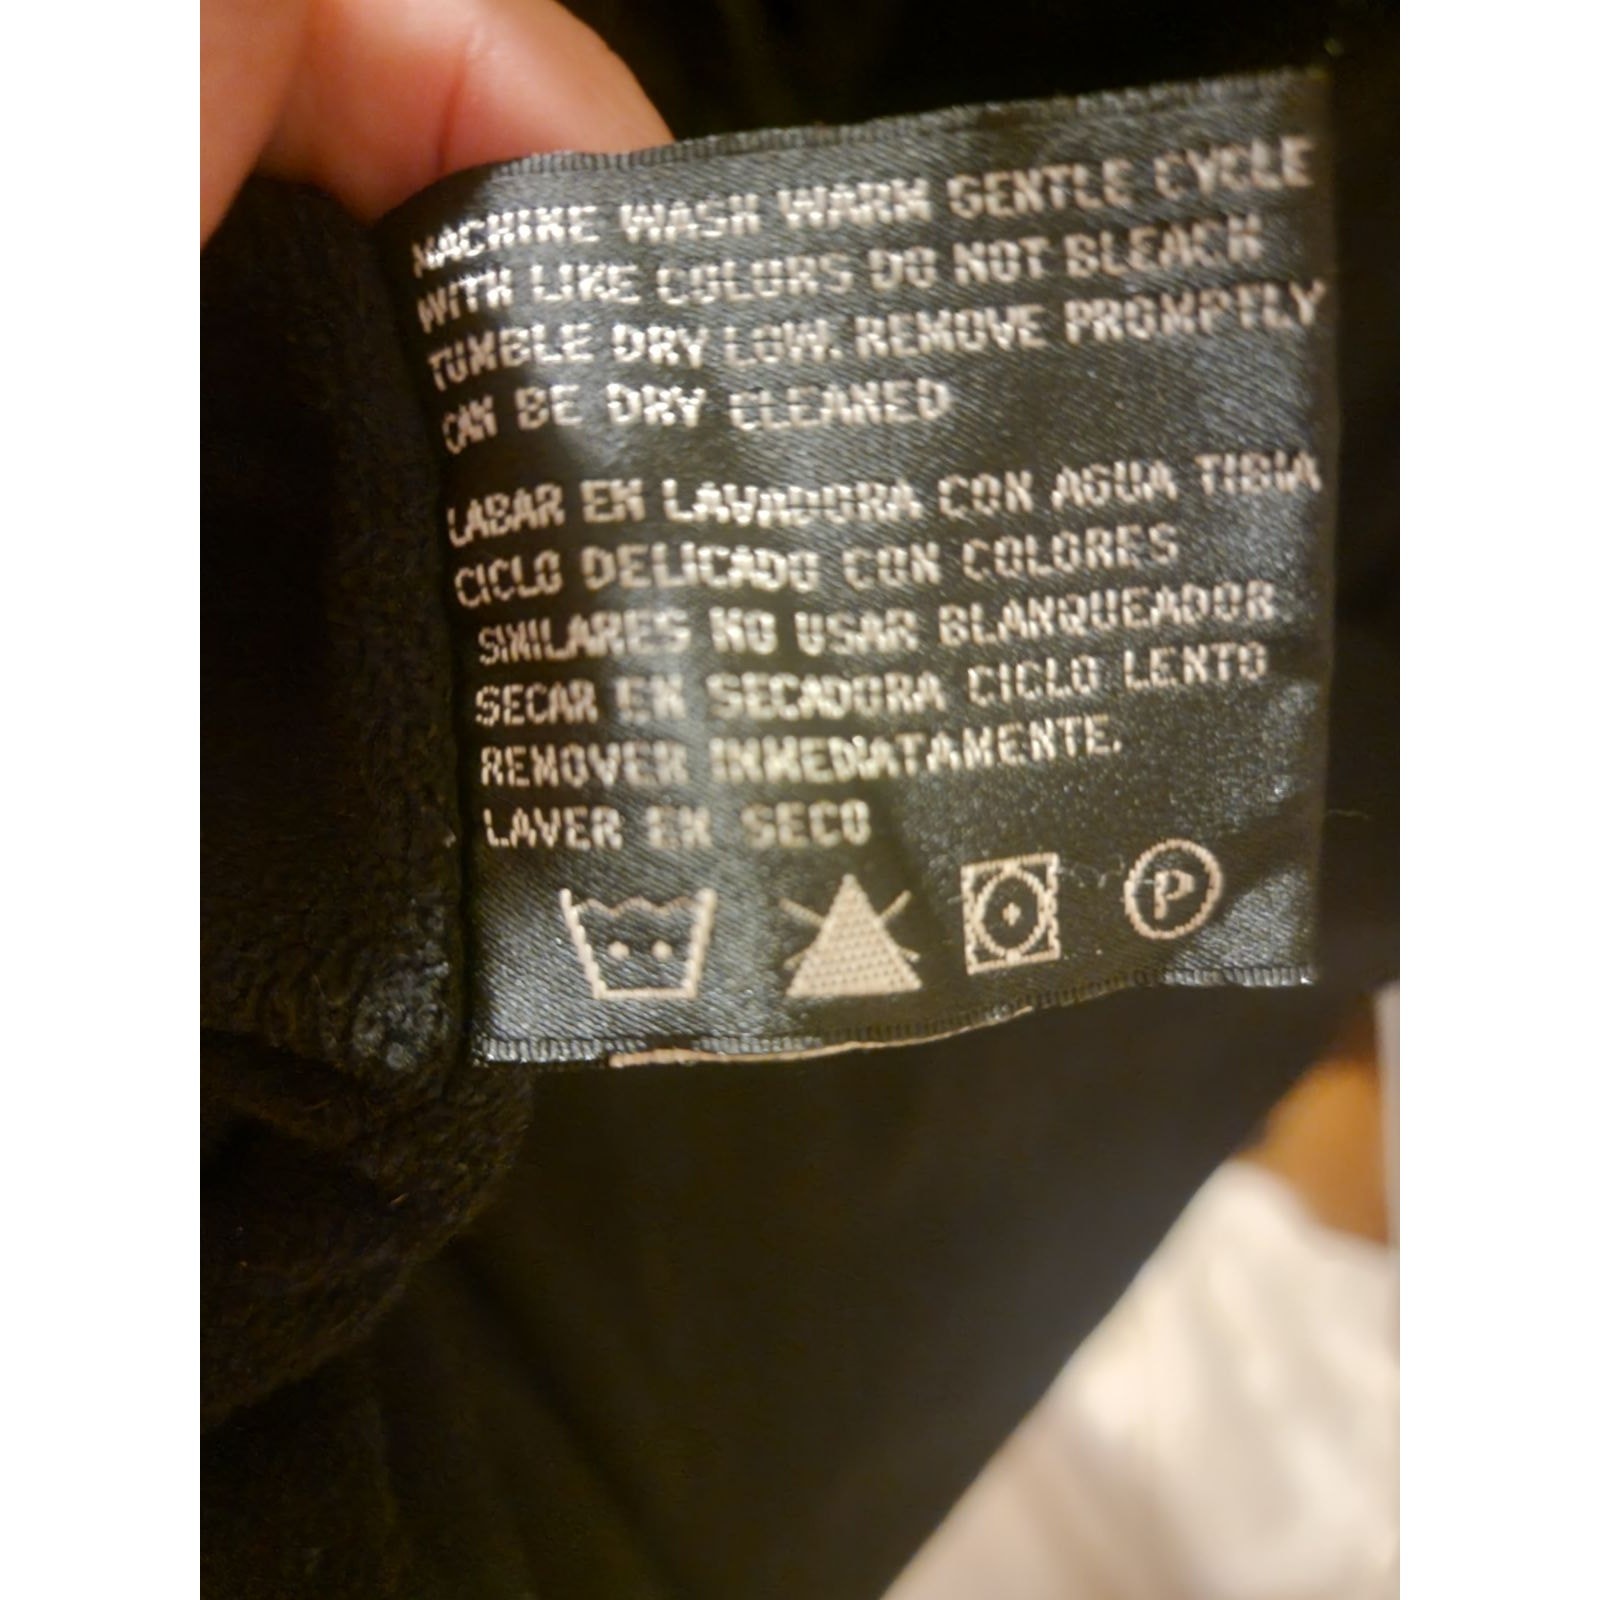 MACHINE WASH WARM GENTLE CYCLE
WITH LIKE COLORS DO NOT BLEACH
TUMBLE DRY LOW. REMOVE PROMPTLY
CAN BE DRY CLEANED
LABAR EN LAVADORA CON AGUA TIBIA
CICLO DELICADO CON COLORES
SIMILARES NO USAR BLANQUEADOR
SECAR EN SECADORA CICLO LENTO
REMOVER INMEDIATAMENTE.
LAVER EN SECO
P